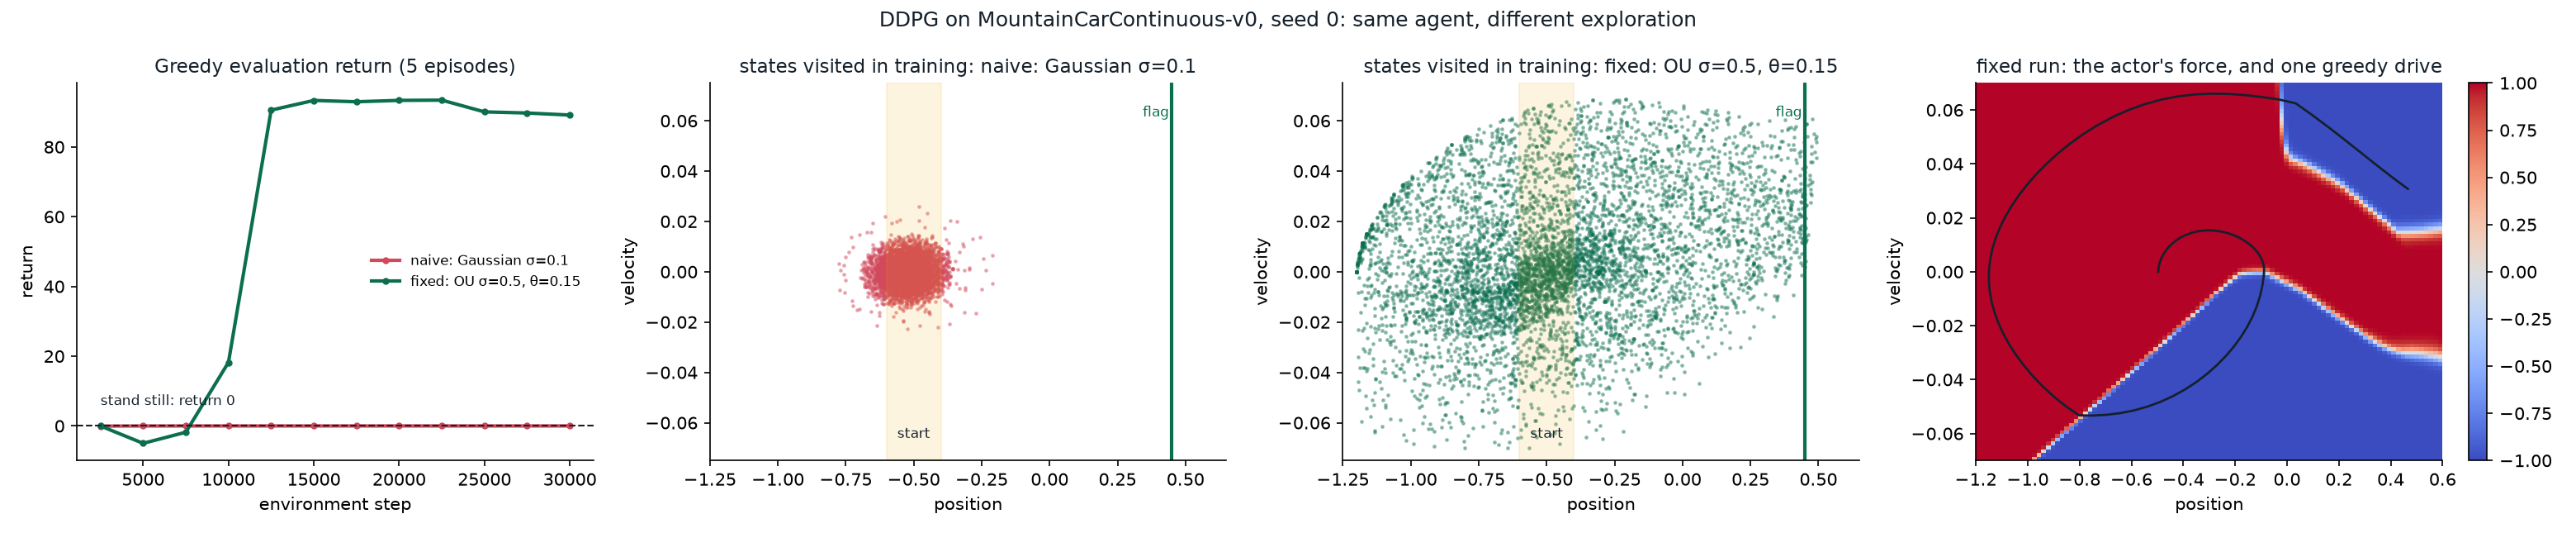 DDPG on MountainCarContinuous-v0, seed 0: same agent, different exploration
Greedy evaluation return (5 episodes)
return
80
60
40
20
0
naive: Gaussian σ=0.1
fixed: OU σ=0.5, θ=0.15
stand still: return 0
5000 10000 15000 20000 25000 30000
environment step
states visited in training: naive: Gaussian σ=0.1
velocity
0.06
0.04
0.02
0.00
−0.02
−0.04
−0.06
flag
start
−1.25 −1.00 −0.75 −0.50 −0.25 0.00 0.25 0.50
position
states visited in training: fixed: OU σ=0.5, θ=0.15
velocity
0.06
0.04
0.02
0.00
−0.02
−0.04
−0.06
flag
start
−1.25 −1.00 −0.75 −0.50 −0.25 0.00 0.25 0.50
position
fixed run: the actor's force, and one greedy drive
velocity
0.06
0.04
0.02
0.00
−0.02
−0.04
−0.06
−1.2 −1.0 −0.8 −0.6 −0.4 −0.2 0.0 0.2 0.4 0.6
position
1.00
0.75
0.50
0.25
0.00
−0.25
−0.50
−0.75
−1.00